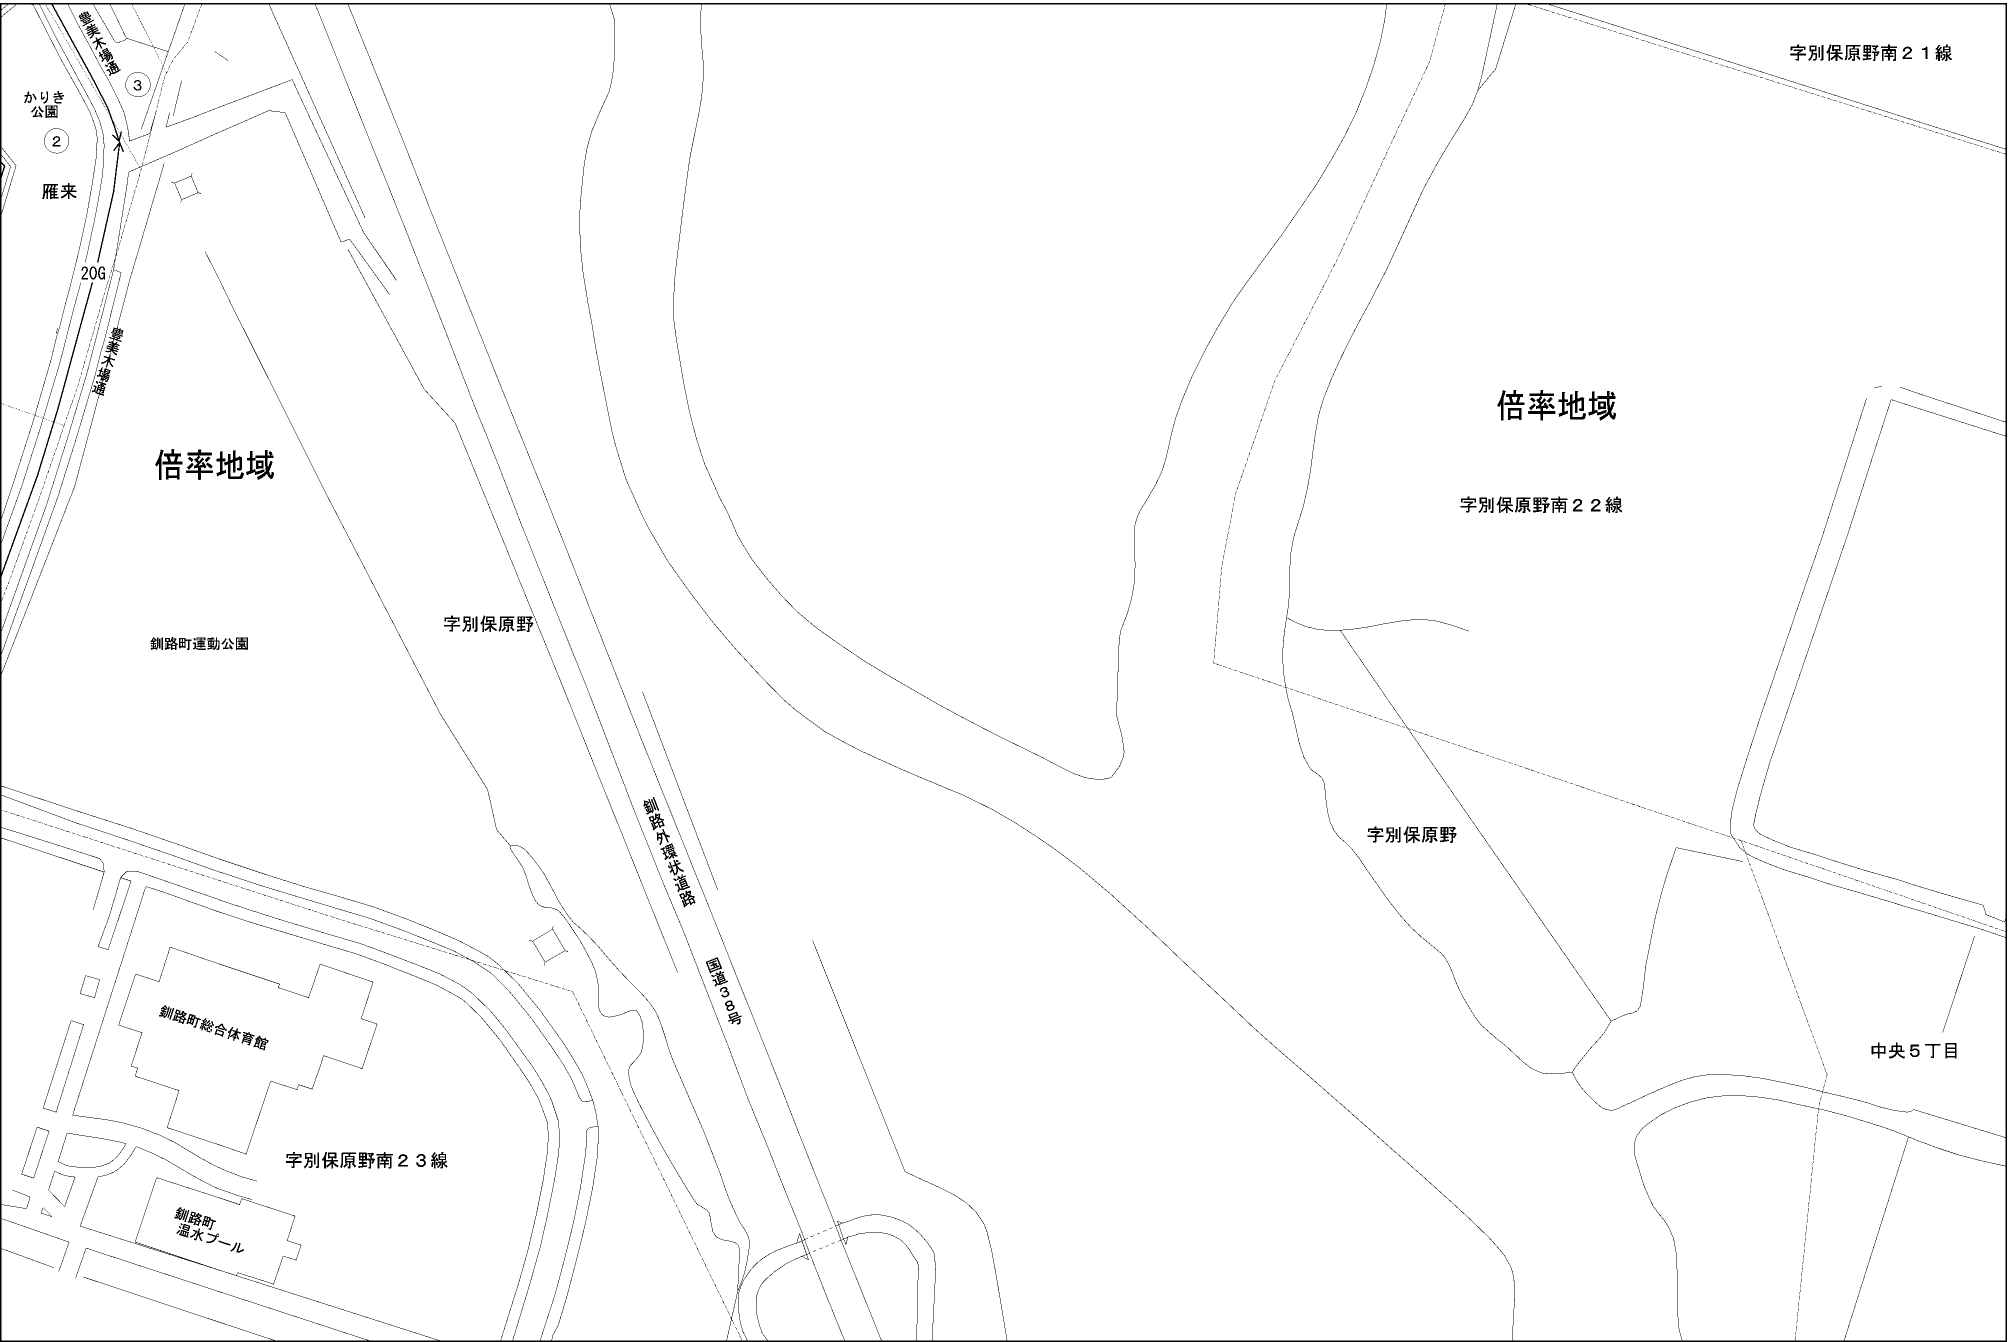 豊美木場通
③
かりき
公園
②
雁来
20G
豊美木場通
倍率地域
釧路町運動公園
字別保原野
字別保原野南２１線
倍率地域
字別保原野南２２線
字別保原野
釧路外環状道路
国道３８号
釧路町総合体育館
字別保原野南２３線
釧路町
温水プール
中央５丁目